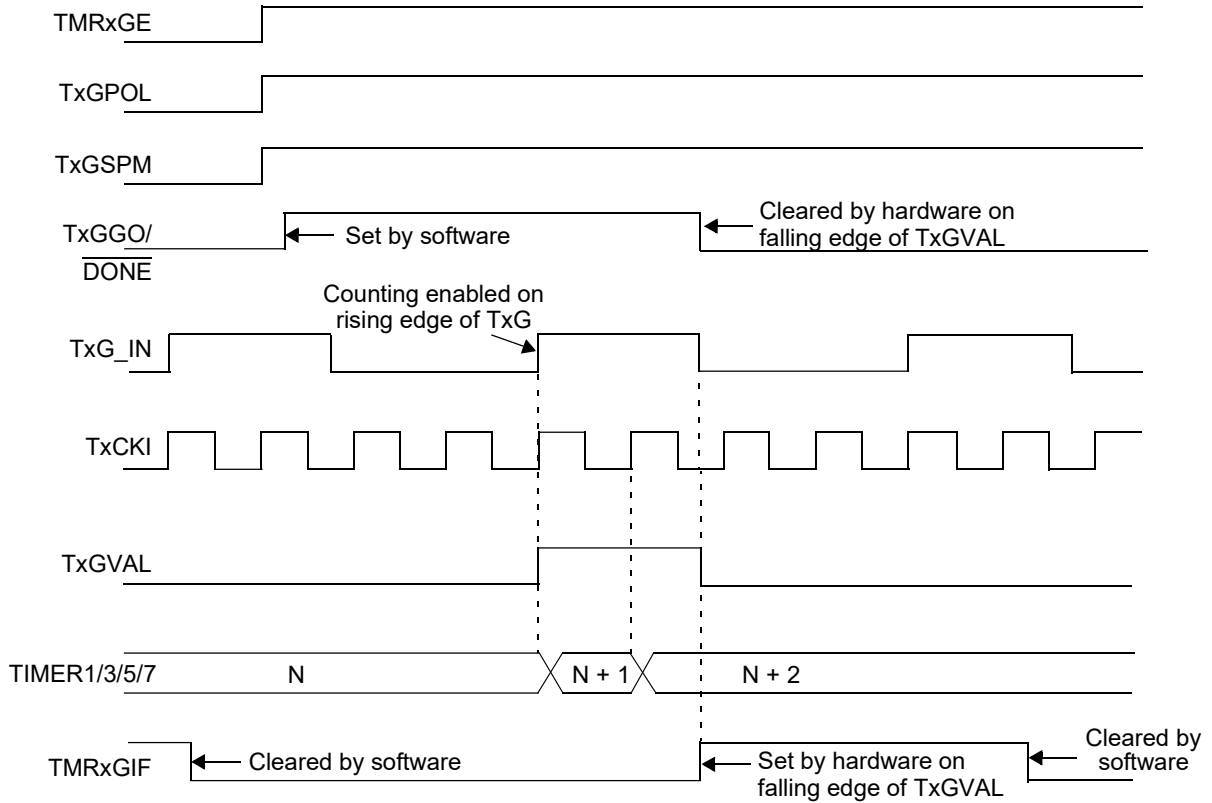 TMRxGE
TxGPOL
TxGSPM
TxGGO/
DONE
Set by software
Cleared by hardware on
falling edge of TxGVAL
Counting enabled on
rising edge of TxG
TxG_IN
TxCKI
TxGVAL
TIMER1/3/5/7
N
N + 1
N + 2
TMRxGIF
Cleared by software
Set by hardware on
falling edge of TxGVAL
Cleared by
software